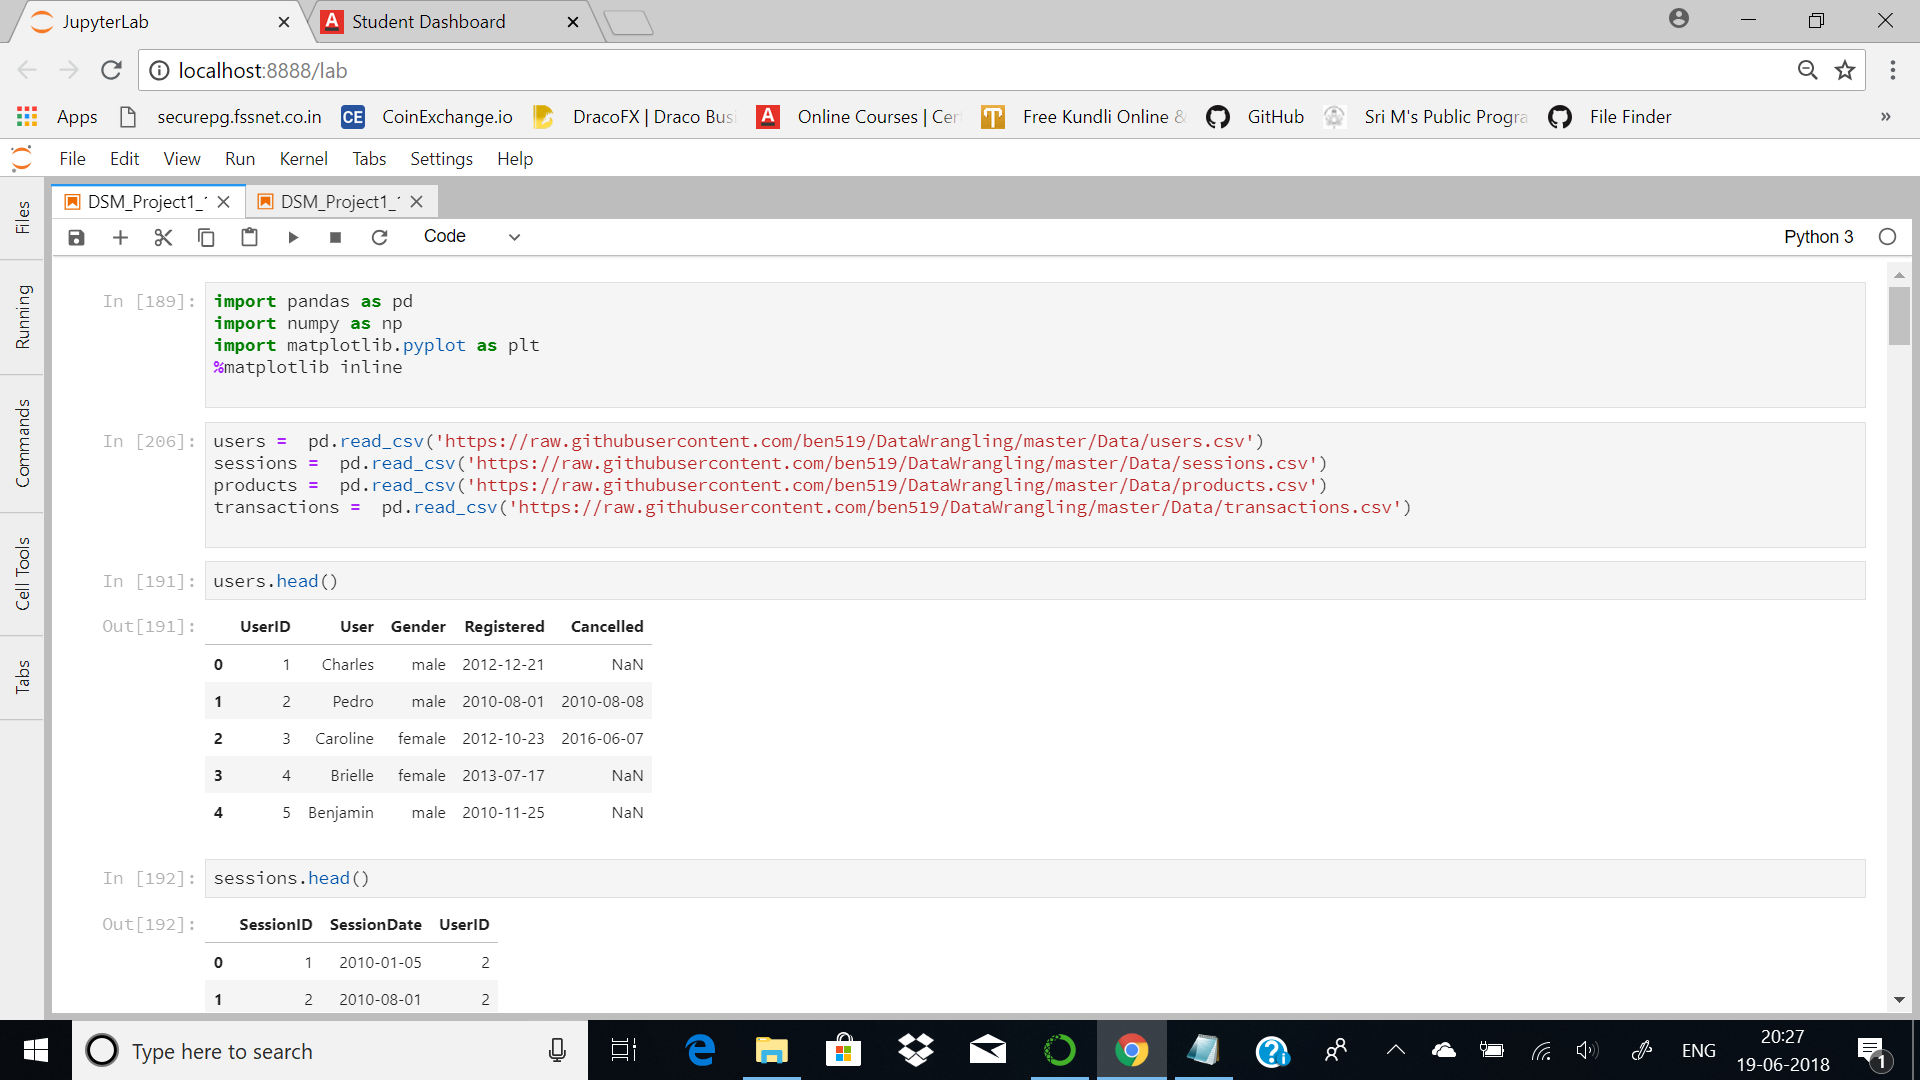 JupyterLab
Student Dashboard
localhost:8888/lab
Apps securepg.fssnet.co.in CE CoinExchange.io DracoFX | Draco Busi Online Courses | Cer Free Kundli Online & GitHub Sri M's Public Progra File Finder »
File Edit View Run Kernel Tabs Settings Help
DSM_Project1_
DSM_Project1_
Code
Python 3
Files
Running
Commands
Cell Tools
Tabs
In [189]:
import pandas as pd
import numpy as np
import matplotlib.pyplot as plt
%matplotlib inline
In [206]:
users =  pd.read_csv('https://raw.githubusercontent.com/ben519/DataWrangling/master/Data/users.csv')
sessions =  pd.read_csv('https://raw.githubusercontent.com/ben519/DataWrangling/master/Data/sessions.csv')
products =  pd.read_csv('https://raw.githubusercontent.com/ben519/DataWrangling/master/Data/products.csv')
transactions =  pd.read_csv('https://raw.githubusercontent.com/ben519/DataWrangling/master/Data/transactions.csv')
In [191]: users.head()
Out[191]:
UserID User Gender Registered Cancelled
0 1 Charles male 2012-12-21 NaN
1 2 Pedro male 2010-08-01 2010-08-08
2 3 Caroline female 2012-10-23 2016-06-07
3 4 Brielle female 2013-07-17 NaN
4 5 Benjamin male 2010-11-25 NaN
In [192]: sessions.head()
Out[192]:
SessionID SessionDate UserID
0 1 2010-01-05 2
1 2 2010-08-01 2
Type here to search
ENG
20:27
19-06-2018
1